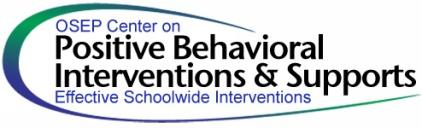 OSEP Center on
Positive Behavioral
Interventions & Supports
Effective Schoolwide Interventions